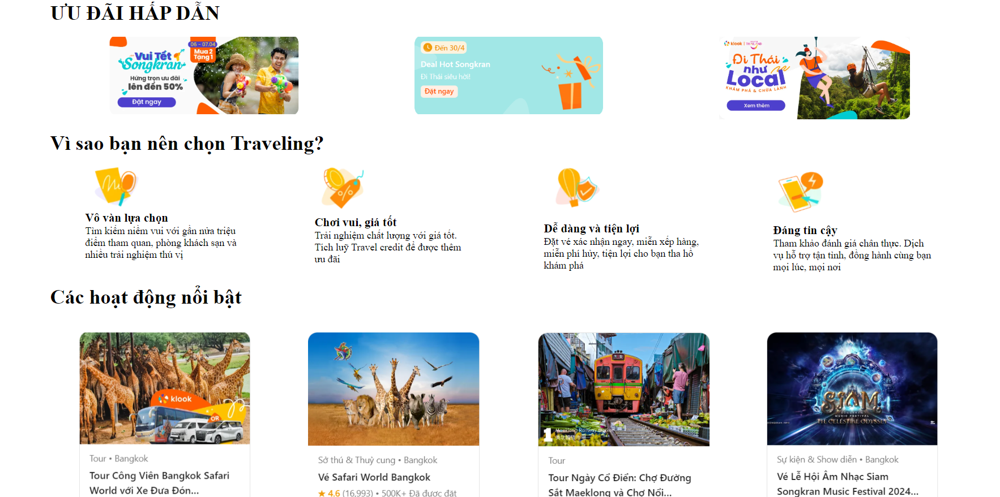 ƯU ĐÃI HẤP DẪN
06 - 07.04
Mua 2
Tặng 1
Vui Tết
Songkran
Hứng trọn ưu đãi
lên đến 50%
Đặt ngay
Đến 30/4
Deal Hot Songkran
Đi Thái siêu hời!
Đặt ngay
klook
THAILAND
Đi Thái
như
Local
KHÁM PHÁ & CHỮA LÀNH
Xem thêm
Vì sao bạn nên chọn Traveling?
Vô vàn lựa chọn
Tìm kiếm niềm vui với gần nửa triệu
điểm tham quan, phòng khách sạn và
nhiều trải nghiệm thú vị
Chơi vui, giá tốt
Trải nghiệm chất lượng với giá tốt.
Tích luỹ Travel credit để được thêm
ưu đãi
Dễ dàng và tiện lợi
Đặt vé xác nhận ngay, miễn xếp hàng,
miễn phí hủy, tiện lợi cho bạn tha hồ
khám phá
Đáng tin cậy
Tham khảo đánh giá chân thực. Dịch
vụ hỗ trợ tận tình, đồng hành cùng bạn
mọi lúc, mọi nơi
Các hoạt động nổi bật
klook
OR
Tour • Bangkok
Tour Công Viên Bangkok Safari
World với Xe Đưa Đón...
Sở thú & Thuỷ cung • Bangkok
Vé Safari World Bangkok
★ 4.6 (16,993) • 500K+ Đã được đặt
1 Maeklong Railway Market
Tour
Tour Ngày Cổ Điển: Chợ Đường
Sắt Maeklong và Chợ Nổi...
SIAM
SONGKRAN
MUSIC FESTIVAL
THE CELESTIAL ODYSSEY
Sự kiện & Show diễn • Bangkok
Vé Lễ Hội Âm Nhạc Siam
Songkran Music Festival 2024...